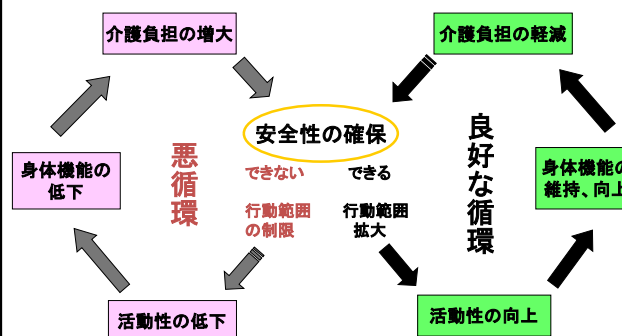 介護負担の増大
介護負担の軽減
安全性の確保
悪循環
良好な循環
できない
できる
身体機能の
低下
身体機能の
維持、向上
行動範囲
の制限
行動範囲
拡大
活動性の低下
活動性の向上